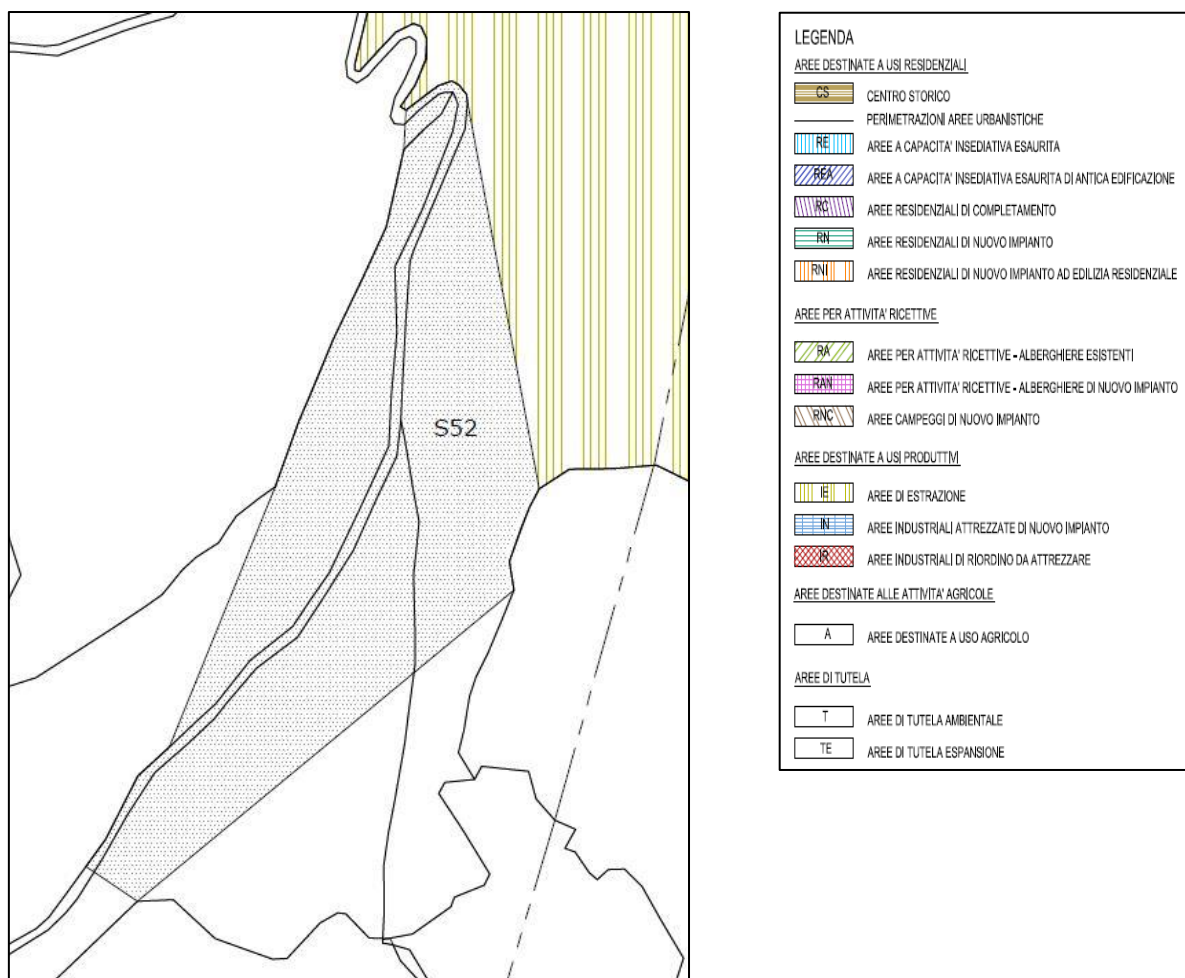 S52
LEGENDA
AREE DESTINATE A USI RESIDENZIALI
CS CENTRO STORICO
PERIMETRAZIONI AREE URBANISTICHE
RE AREE A CAPACITA' INSEDIATIVA ESAURITA
REA AREE A CAPACITA' INSEDIATIVA ESAURITA DI ANTICA EDIFICAZIONE
RC AREE RESIDENZIALI DI COMPLETAMENTO
RN AREE RESIDENZIALI DI NUOVO IMPIANTO
RNI AREE RESIDENZIALI DI NUOVO IMPIANTO AD EDILIZIA RESIDENZIALE
AREE PER ATTIVITA' RICETTIVE
RA AREE PER ATTIVITA' RICETTIVE - ALBERGHIERE ESISTENTI
RAN AREE PER ATTIVITA' RICETTIVE - ALBERGHIERE DI NUOVO IMPIANTO
RNC AREE CAMPEGGI DI NUOVO IMPIANTO
AREE DESTINATE A USI PRODUTTIVI
IE AREE DI ESTRAZIONE
IN AREE INDUSTRIALI ATTREZZATE DI NUOVO IMPIANTO
IR AREE INDUSTRIALI DI RIORDINO DA ATTREZZARE
AREE DESTINATE ALLE ATTIVITA' AGRICOLE
A AREE DESTINATE A USO AGRICOLO
AREE DI TUTELA
T AREE DI TUTELA AMBIENTALE
TE AREE DI TUTELA ESPANSIONE